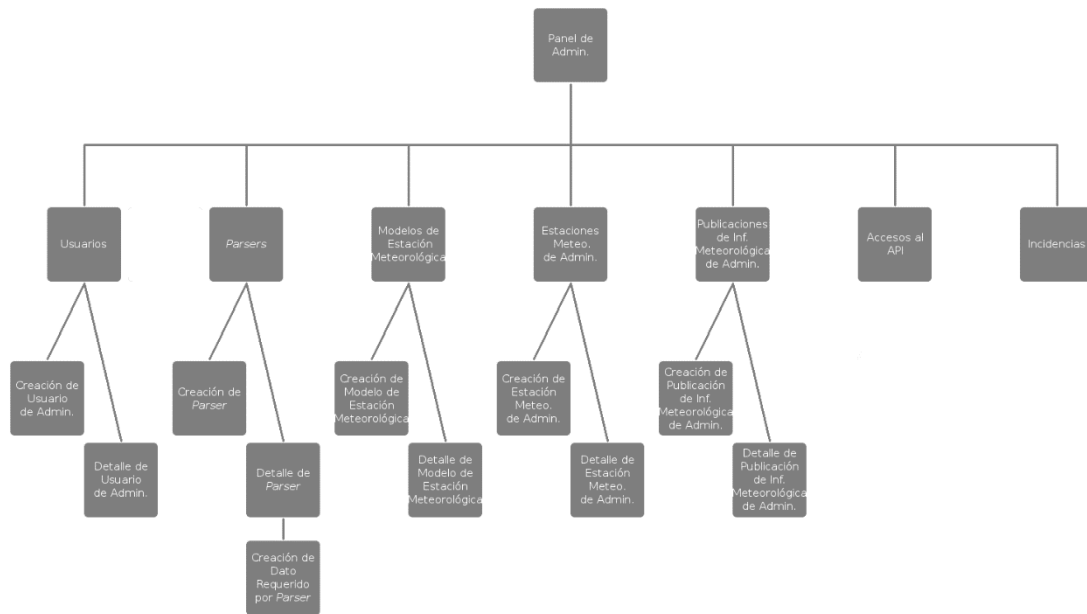 Panel de
Admin.
Usuarios
Parsers
Modelos de
Estación
Meteorológica
Estaciones
Meteo.
de Admin.
Publicaciones
de Inf.
Meteorológica
de Admin.
Accesos al
API
Incidencias
Creación de
Usuario
de Admin.
Creación de
Parser
Creación de
Modelo de
Estación
Meteorológica
Creación de
Estación
Meteo.
de Admin.
Creación de
Publicación
de Inf.
Meteorológica
de Admin.
Detalle de
Usuario
de Admin.
Detalle de
Parser
Detalle de
Modelo de
Estación
Meteorológica
Detalle de
Estación
Meteo.
de Admin.
Detalle de
Publicación
de Inf.
Meteorológica
de Admin.
Creación de
Dato
Requerido
por Parser